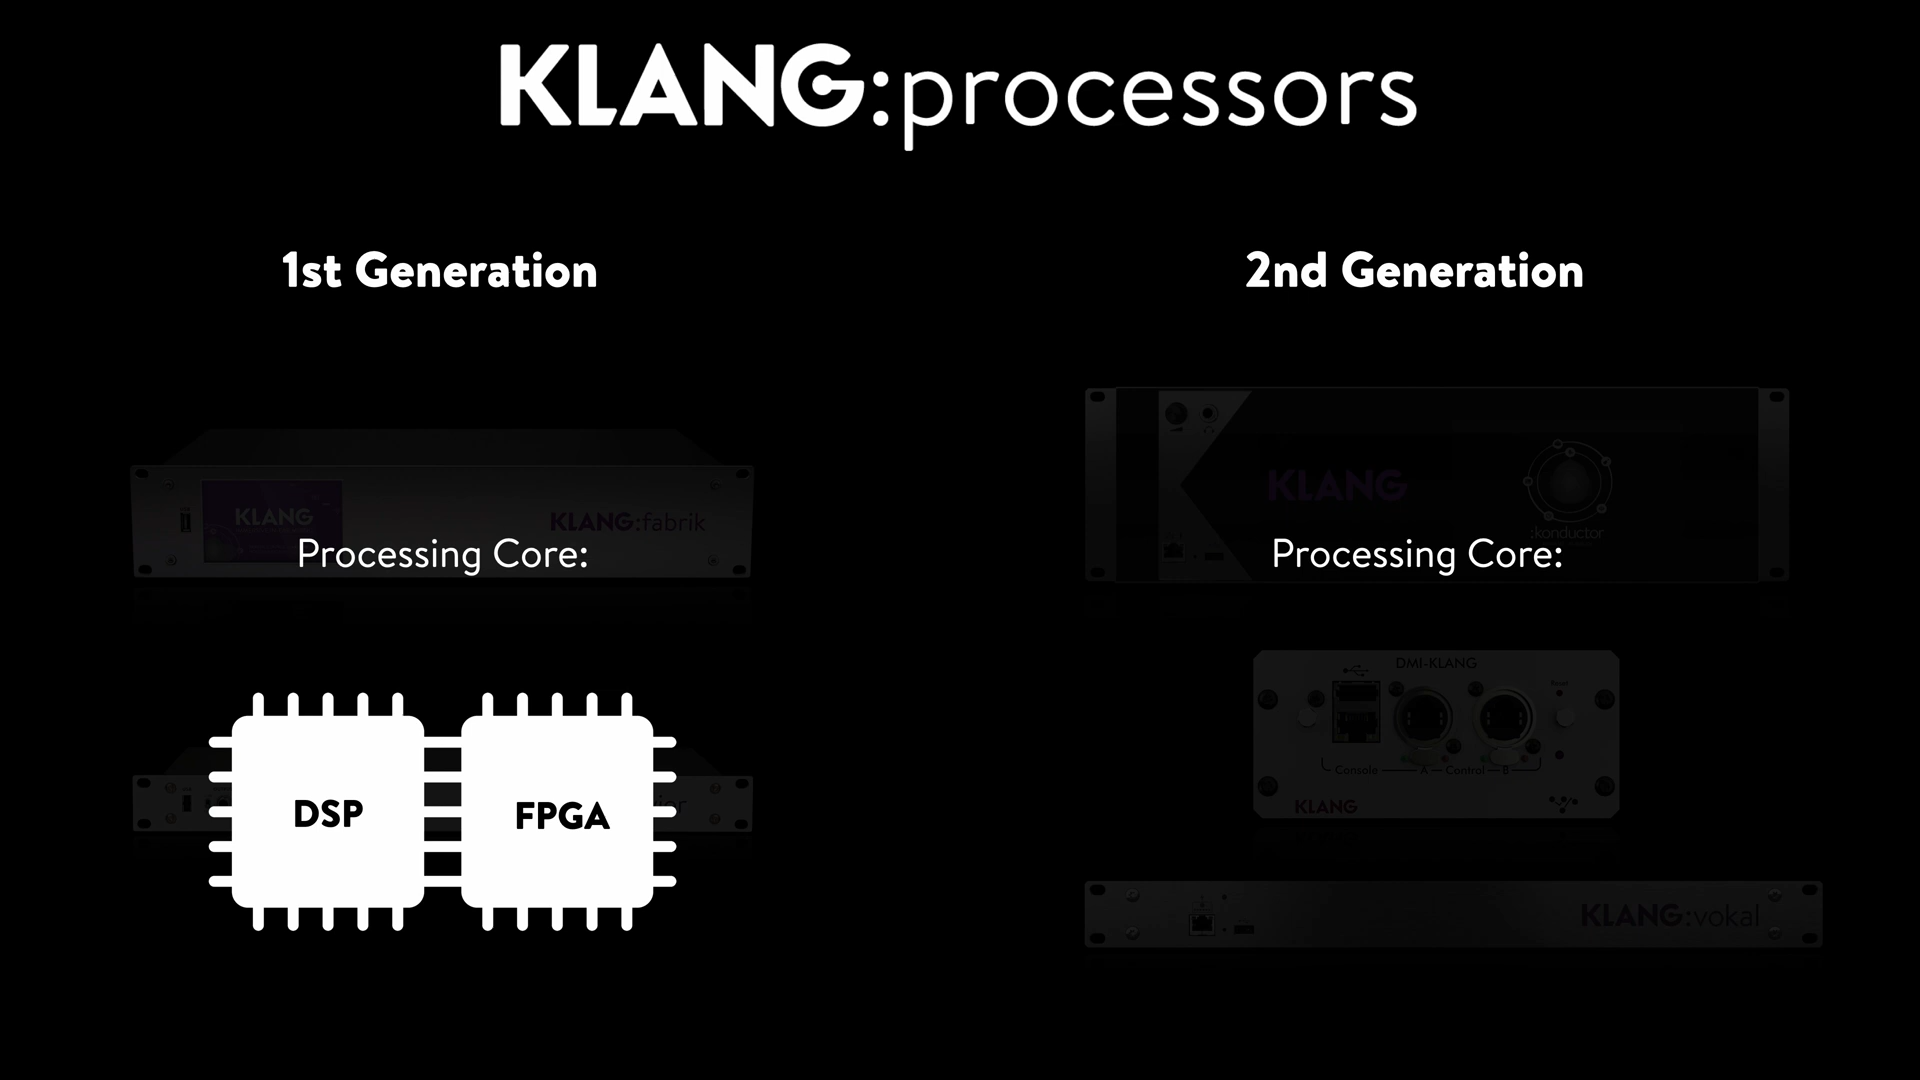 KLANG:processors
1st Generation
2nd Generation
KLANG
KLANG:fabrik
Processing Core:
KLANG
:konductor
Processing Core:
DSP
FPGA
DMI-KLANG
Reset
Console
A
Control
B
KLANG
KLANG:vokal